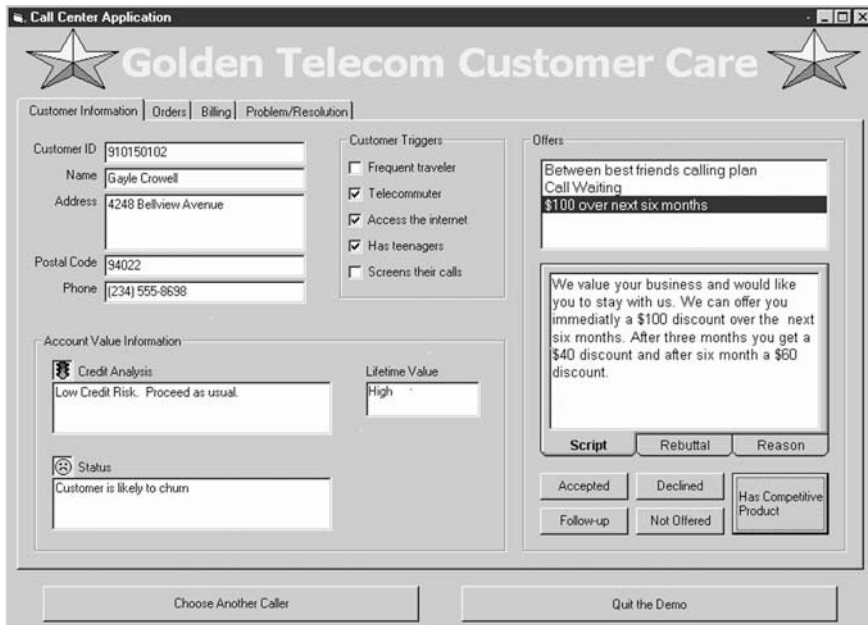 Call Center Application
Golden Telecom Customer Care
Customer Information
Orders
Billing
Problem/Resolution
Customer ID
910150102
Name
Gayle Crowell
Address
4248 Bellview Avenue
Postal Code
94022
Phone
(234) 555-8698
Customer Triggers
Frequent traveler
Telecommuter
Access the internet
Has teenagers
Screens their calls
Account Value Information
Credit Analysis
Low Credit Risk. Proceed as usual.
Lifetime Value
High
Status
Customer is likely to churn
Offers
Between best friends calling plan
Call Waiting
$100 over next six months
We value your business and would like
you to stay with us. We can offer you
immediatly a $100 discount over the next
six months. After three months you get a
$40 discount and after six month a $60
discount.
Script
Rebuttal
Reason
Accepted
Declined
Has Competitive
Product
Follow-up
Not Offered
Choose Another Caller
Quit the Demo